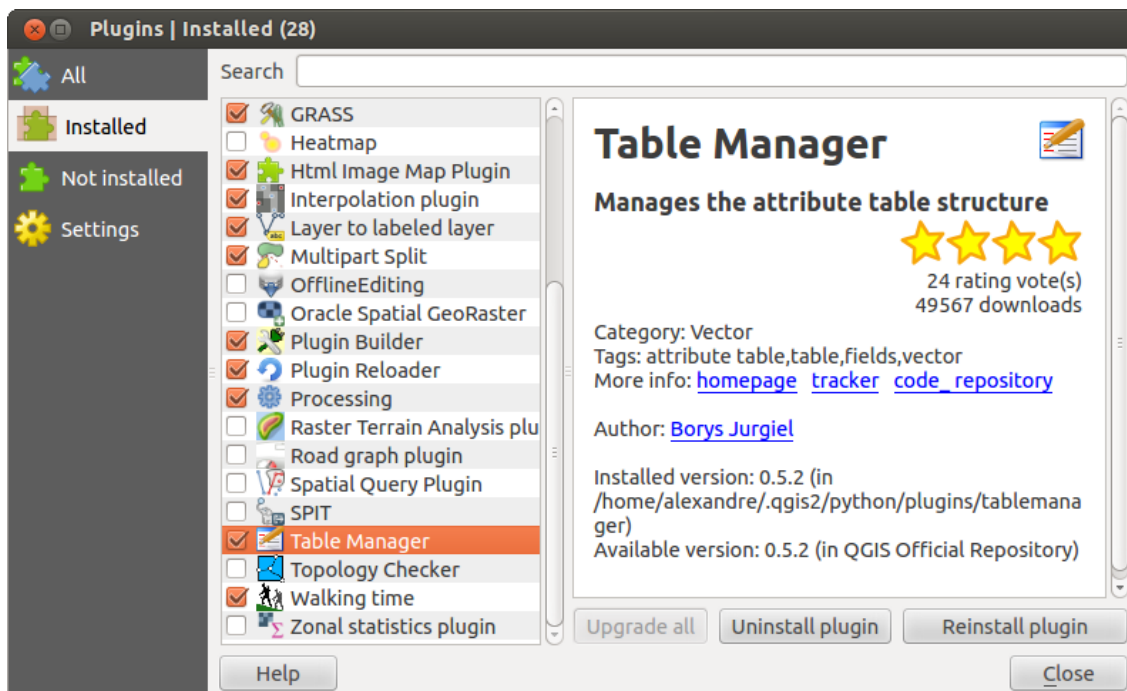 Plugins | Installed (28)
All
Installed
Not installed
Settings
Search
GRASS
Heatmap
Html Image Map Plugin
Interpolation plugin
Layer to labeled layer
Multipart Split
OfflineEditing
Oracle Spatial GeoRaster
Plugin Builder
Plugin Reloader
Processing
Raster Terrain Analysis plu
Road graph plugin
Spatial Query Plugin
SPIT
Table Manager
Topology Checker
Walking time
Zonal statistics plugin
Table Manager
Manages the attribute table structure
24 rating vote(s)
49567 downloads
Category: Vector
Tags: attribute table,table,fields,vector
More info: homepage tracker code_repository
Author: Borys Jurgiel
Installed version: 0.5.2 (in
/home/alexandre/.qgis2/python/plugins/tablemana
ger)
Available version: 0.5.2 (in QGIS Official Repository)
Upgrade all Uninstall plugin Reinstall plugin
Help Close